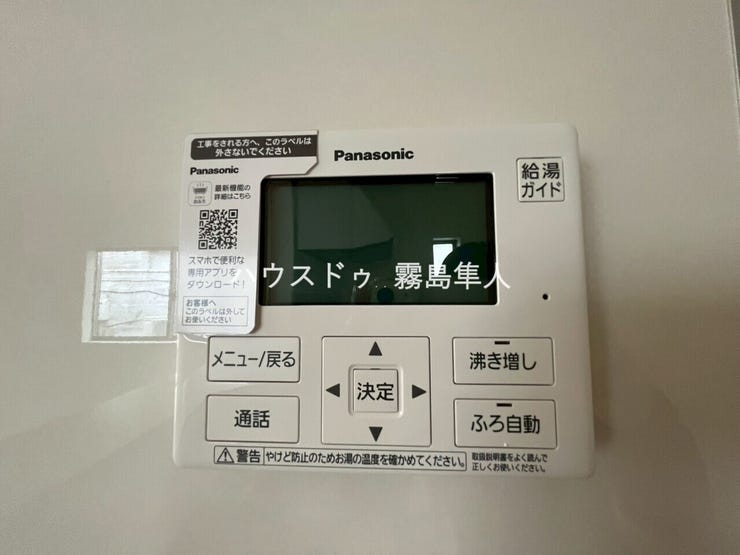 工事をされる方へ、このラベルは
外さないでください
Panasonic
最新機能の
詳細はこちら
スマホで便利な
専用アプリを
ダウンロード!
お客様へ
このラベルは外して
お使いください
Panasonic
給湯
ガイド
ハウスドゥ 霧島隼人
メニュー/戻る
通話
決定
沸き増し
ふろ自動
警告 やけど防止のためお湯の温度を確かめてください。
取扱説明書をよく読んで
正しくお使いください。